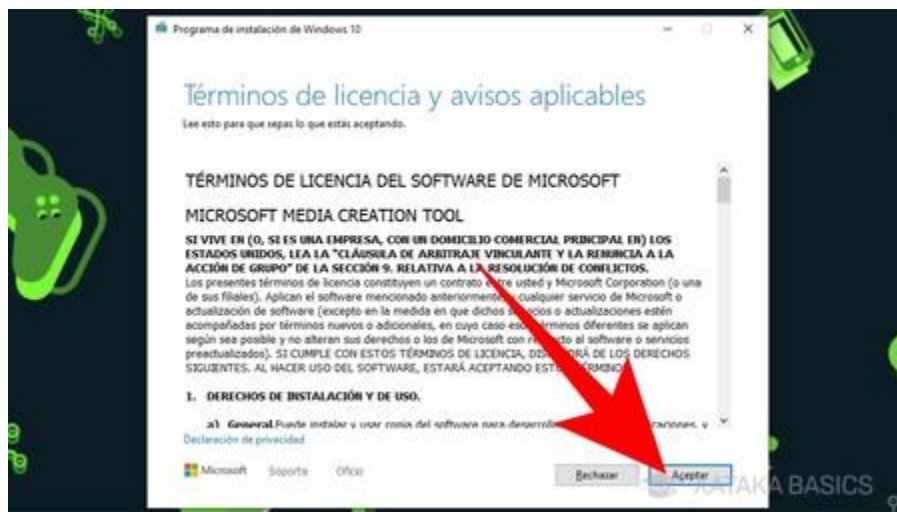 Programa de instalación de Windows 10
Términos de licencia y avisos aplicables
Lee esto para que sepas lo que estás aceptando.
TÉRMINOS DE LICENCIA DEL SOFTWARE DE MICROSOFT
MICROSOFT MEDIA CREATION TOOL
SI VIVE EN (O, SI ES UNA EMPRESA, CON UN DOMICILIO COMERCIAL PRINCIPAL EN) LOS
ESTADOS UNIDOS, LEA LA "CLÁUSULA DE ARBITRAJE VINCULANTE Y LA RENUNCIA A LA
ACCIÓN DE GRUPO" DE LA SECCIÓN 9. RELATIVA A LA RESOLUCIÓN DE CONFLICTOS.
Los presentes términos de licencia constituyen un contrato entre usted y Microsoft Corporation (o una
de sus filiales). Aplican el software mencionado anteriormente cualquier servicio de Microsoft o
actualización de software (excepto en la medida en que dichos servicios o actualizaciones estén
acompañadas por términos nuevos o adicionales, en cuyo caso esos términos diferentes se aplican
según sea posible y no alteran sus derechos o los de Microsoft con respecto al software o servicios
preactualizados). SI CUMPLE CON ESTOS TÉRMINOS DE LICENCIA, DISPONDRÁ DE LOS DERECHOS
SIGUIENTES. AL HACER USO DEL SOFTWARE, ESTARÁ ACEPTANDO ESTOS TÉRMINOS.
1. DERECHOS DE INSTALACIÓN Y DE USO.
a) General. Puede instalar y usar copia del software para y
Declaración de privacidad
Microsoft Soporte Oficio Rechazar Aceptar
XATAKA BASICS